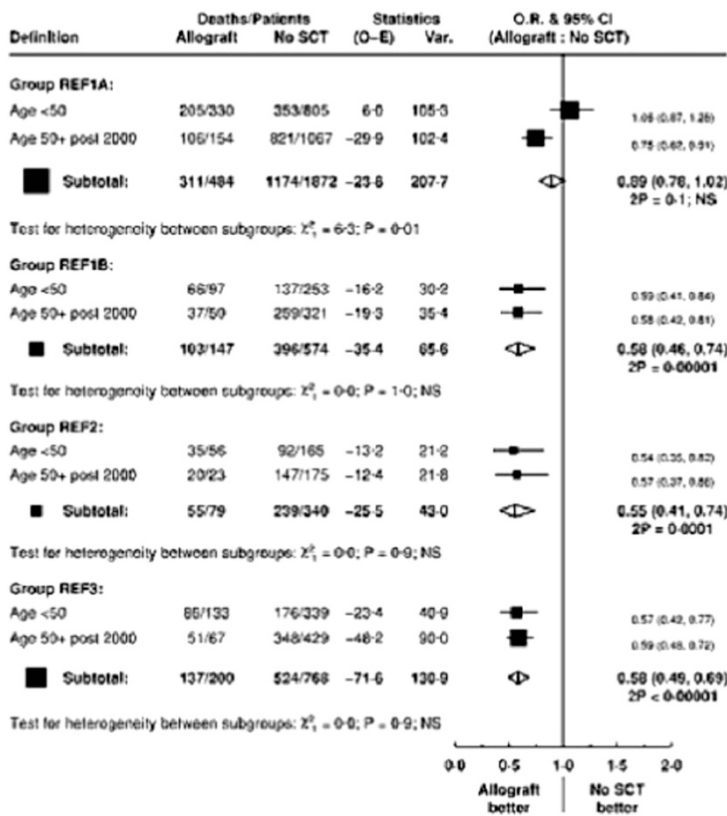 Deaths/Patients Statistics O.R. & 95% CI
Definition Allograft No SCT (O–E) Var. (Allograft : No SCT)
Group REF1A:
Age <50 205/330 353/805 6·0 105·3 1·06 (0·87, 1·28)
Age 50+ post 2000 106/154 821/1067 −29·9 102·4 0·75 (0·62, 0·91)
Subtotal: 311/484 1174/1872 −23·8 207·7 0·89 (0·78, 1·02)
2P = 0·1; NS
Test for heterogeneity between subgroups: χ²₁ = 6·3; P = 0·01
Group REF1B:
Age <50 66/97 137/253 −16·2 30·2 0·59 (0·41, 0·84)
Age 50+ post 2000 37/50 259/321 −19·3 35·4 0·58 (0·42, 0·81)
Subtotal: 103/147 396/574 −35·4 65·6 0·58 (0·46, 0·74)
2P = 0·00001
Test for heterogeneity between subgroups: χ²₁ = 0·0; P = 1·0; NS
Group REF2:
Age <50 35/56 92/165 −13·2 21·2 0·54 (0·35, 0·82)
Age 50+ post 2000 20/23 147/175 −12·4 21·8 0·57 (0·37, 0·86)
Subtotal: 55/79 239/340 −25·5 43·0 0·55 (0·41, 0·74)
2P = 0·0001
Test for heterogeneity between subgroups: χ²₁ = 0·0; P = 0·9; NS
Group REF3:
Age <50 86/133 176/339 −23·4 40·9 0·57 (0·42, 0·77)
Age 50+ post 2000 51/67 348/429 −48·2 90·0 0·59 (0·48, 0·72)
Subtotal: 137/200 524/768 −71·6 130·9 0·58 (0·49, 0·69)
2P < 0·00001
Test for heterogeneity between subgroups: χ²₁ = 0·0; P = 0·9; NS
0·0 0·5 1·0 1·5 2·0
Allograft No SCT
better better